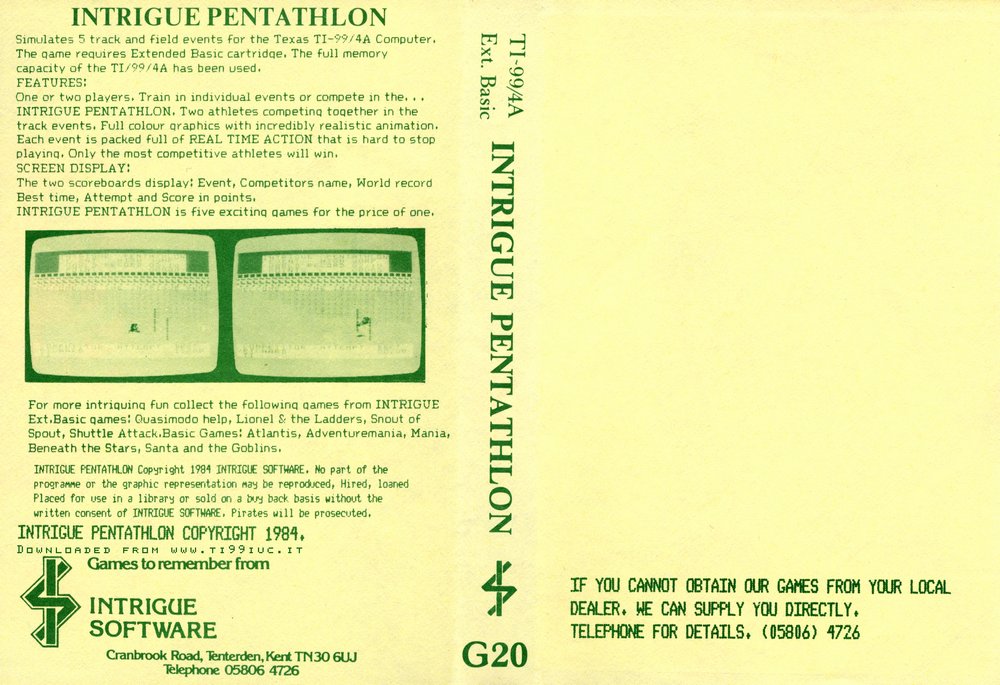 INTRIGUE PENTATHLON
Simulates 5 track and field events for the Texas TI-99/4A Computer.
The game requires Extended Basic cartridge. The full memory
capacity of the TI/99/4A has been used.
FEATURES:
One or two players. Train in individual events or compete in the...
INTRIGUE PENTATHLON. Two athletes competing together in the
track events. Full colour graphics with incredibly realistic animation.
Each event is packed full of REAL TIME ACTION that is hard to stop
playing. Only the most competitive athletes will win.
SCREEN DISPLAY:
The two scoreboards display: Event, Competitors name, World record
Best time, Attempt and Score in points.
INTRIGUE PENTATHLON is five exciting games for the price of one.
For more intriguing fun collect the following games from INTRIGUE
Ext.Basic games: Quasimodo help, Lionel & the Ladders, Snout of
Spout, Shuttle Attack.Basic Games: Atlantis, Adventuremania, Mania,
Beneath the Stars, Santa and the Goblins.
INTRIGUE PENTATHLON Copyright 1984 INTRIGUE SOFTWARE. No part of the
programme or the graphic representation may be reproduced, Hired, loaned
Placed for use in a library or sold on a buy back basis without the
written consent of INTRIGUE SOFTWARE. Pirates will be prosecuted.
INTRIGUE PENTATHLON COPYRIGHT 1984.
Downloaded from www.ti99iuc.it
Games to remember from
INTRIGUE
SOFTWARE
Cranbrook Road, Tenterden, Kent TN30 6UJ
Telephone 05806 4726
TI-99/4A
Ext. Basic
INTRIGUE PENTATHLON
G20
IF YOU CANNOT OBTAIN OUR GAMES FROM YOUR LOCAL
DEALER. WE CAN SUPPLY YOU DIRECTLY.
TELEPHONE FOR DETAILS. (05806) 4726